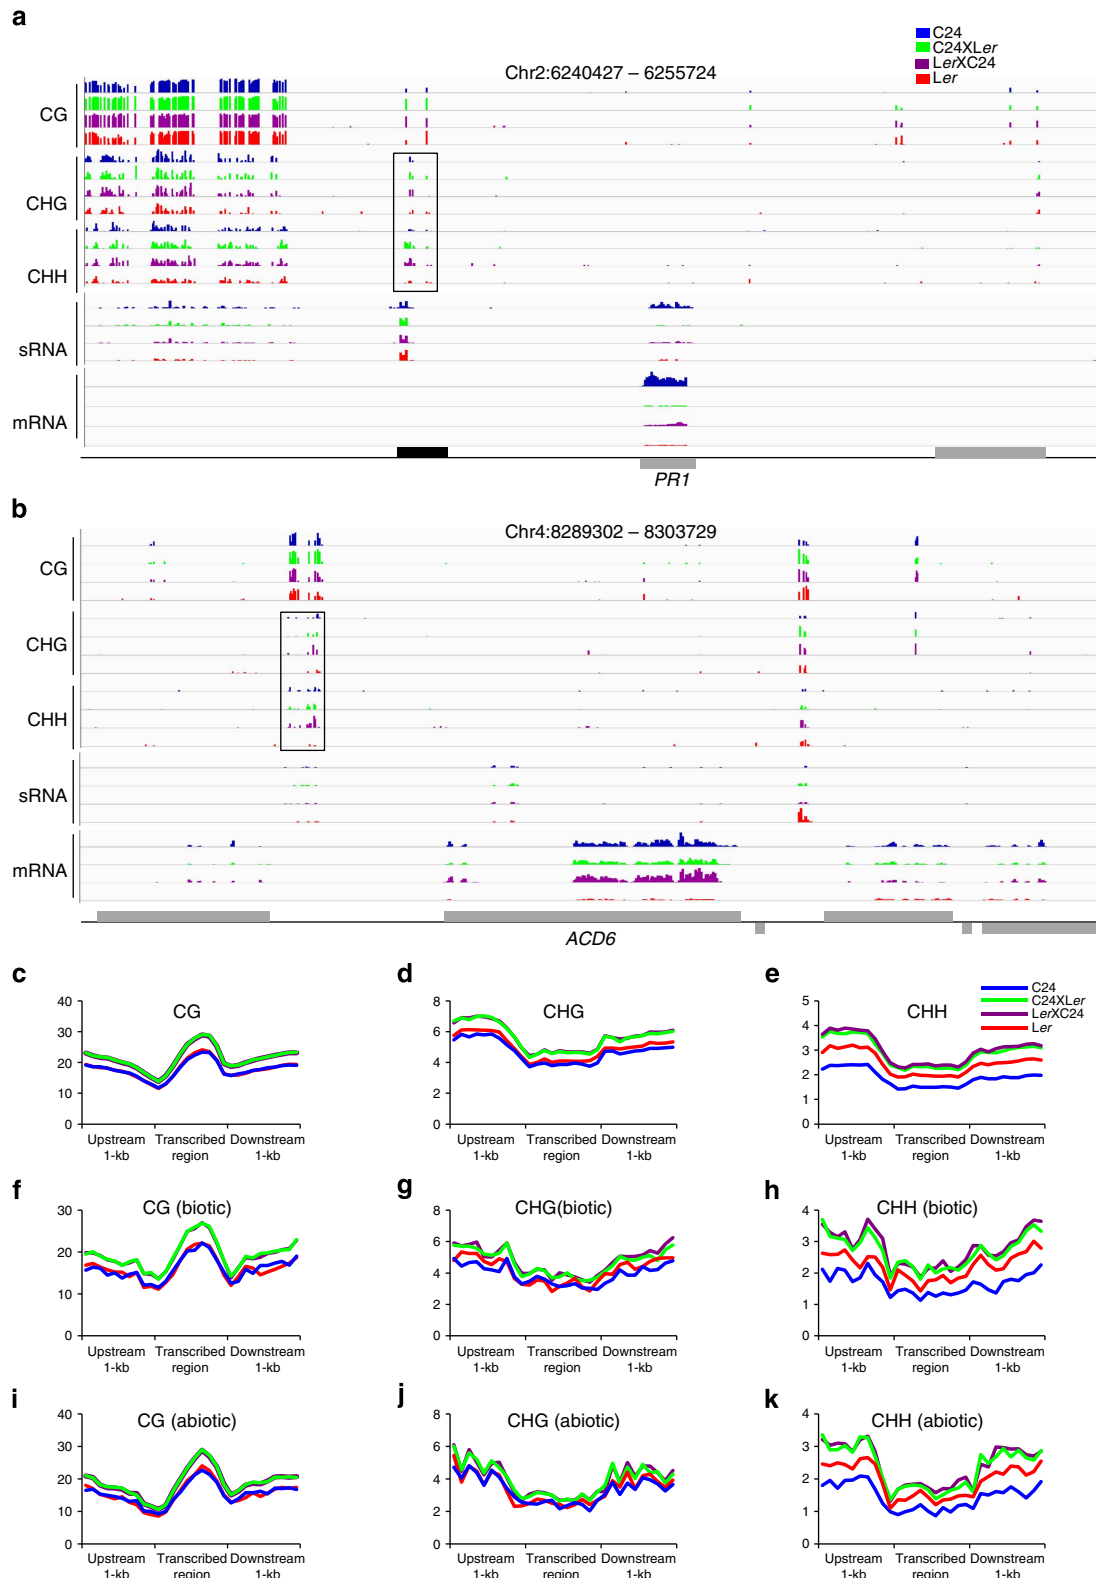 a
C24
C24XLer
LerXC24
Ler
Chr2:6240427 – 6255724
CG
CHG
CHH
sRNA
mRNA
PR1
b
Chr4:8289302 – 8303729
CG
CHG
CHH
sRNA
mRNA
ACD6
c
CG
40
30
20
10
0
Upstream 1-kb
Transcribed region
Downstream 1-kb
d
CHG
8
6
4
2
0
Upstream 1-kb
Transcribed region
Downstream 1-kb
e
CHH
C24
C24XLer
LerXC24
Ler
5
4
3
2
1
0
Upstream 1-kb
Transcribed region
Downstream 1-kb
f
CG (biotic)
30
20
10
0
Upstream 1-kb
Transcribed region
Downstream 1-kb
g
CHG(biotic)
8
6
4
2
0
Upstream 1-kb
Transcribed region
Downstream 1-kb
h
CHH (biotic)
4
3
2
1
0
Upstream 1-kb
Transcribed region
Downstream 1-kb
i
CG (abiotic)
40
30
20
10
0
Upstream 1-kb
Transcribed region
Downstream 1-kb
j
CHG (abiotic)
8
6
4
2
0
Upstream 1-kb
Transcribed region
Downstream 1-kb
k
CHH (abiotic)
4
3
2
1
0
Upstream 1-kb
Transcribed region
Downstream 1-kb